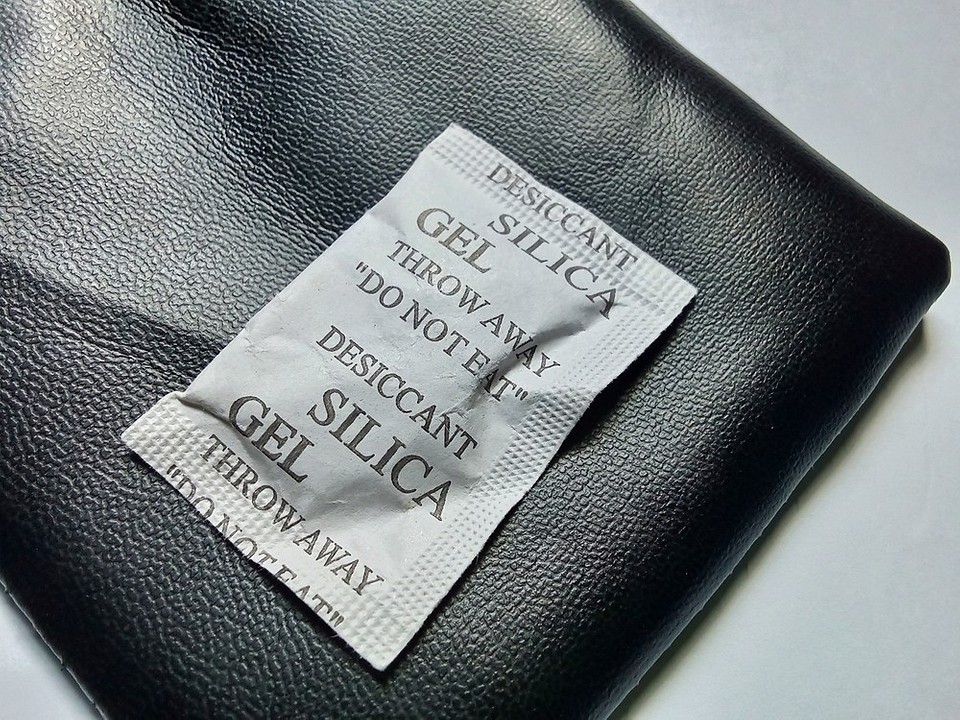 DESICCANT
SILICA
GEL
THROW AWAY
"DO NOT EAT"
DESICCANT
SILICA
GEL
THROW AWAY
"DO NOT EAT"